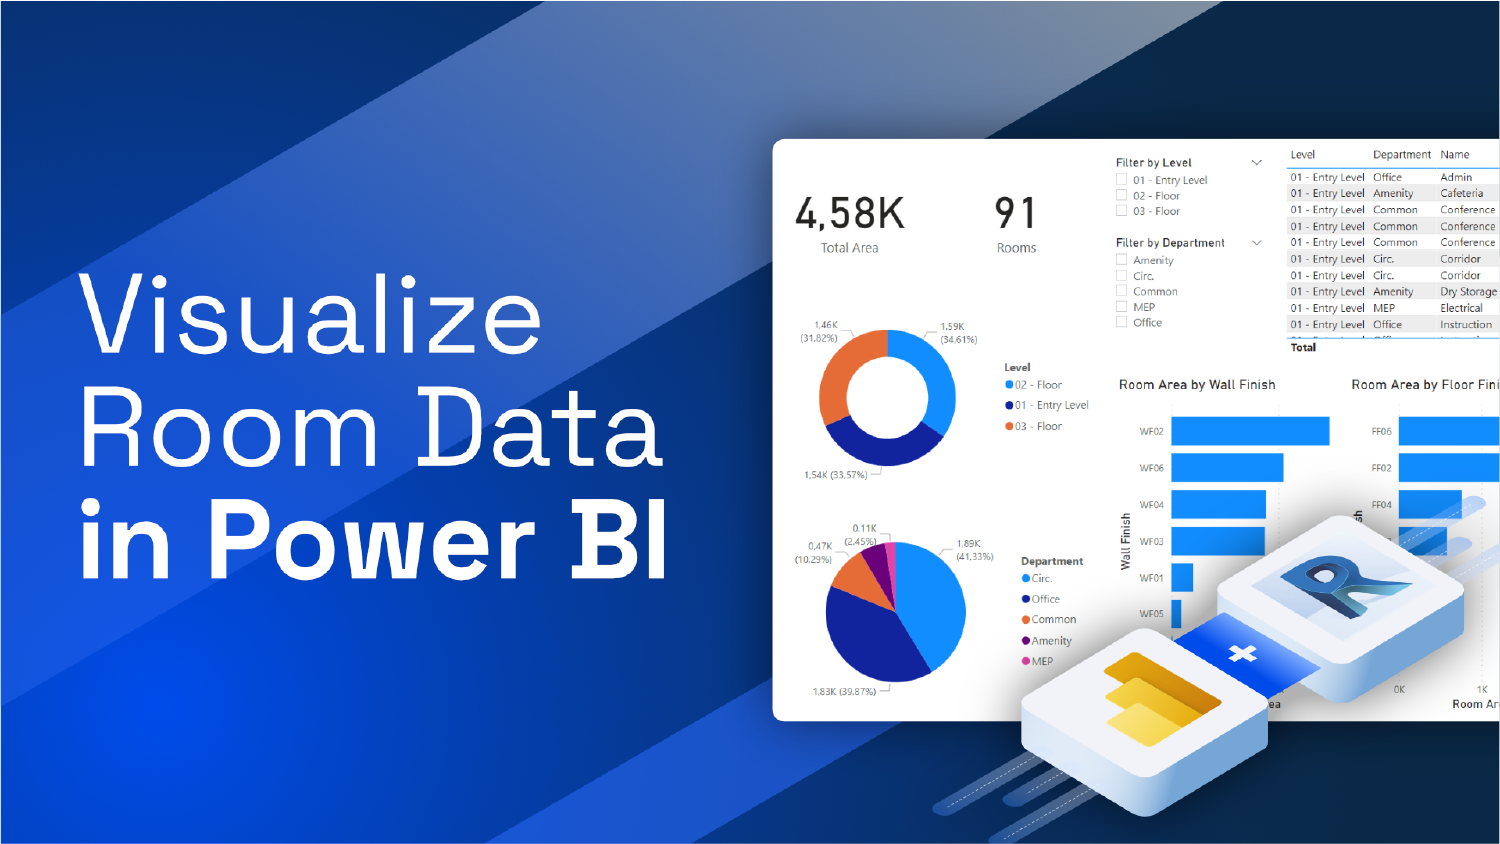 Visualize
Room Data
in Power BI
4,58K
Total Area
91
Rooms
Filter by Level
01 - Entry Level
02 - Floor
03 - Floor
Filter by Department
Amenity
Circ.
Common
MEP
Office
Level Department Name
01 - Entry Level Office Admin
01 - Entry Level Amenity Cafeteria
01 - Entry Level Common Conference
01 - Entry Level Common Conference
01 - Entry Level Common Conference
01 - Entry Level Circ. Corridor
01 - Entry Level Circ. Corridor
01 - Entry Level Amenity Dry Storage
01 - Entry Level MEP Electrical
01 - Entry Level Office Instruction
Total
1,46K
(31,82%)
1,59K
(34,61%)
1,54K (33,57%)
Level
02 - Floor
01 - Entry Level
03 - Floor
0,11K
(2,45%)
0,47K
(10,29%)
1,89K
(41,33%)
1,83K (39,87%)
Department
Circ.
Office
Common
Amenity
MEP
Room Area by Wall Finish
Wall Finish
WF02
WF06
WF04
WF03
WF01
WF05
ea
Room Area by Floor Fini
FF06
FF02
FF04
sh
0K 1K
Room Ar